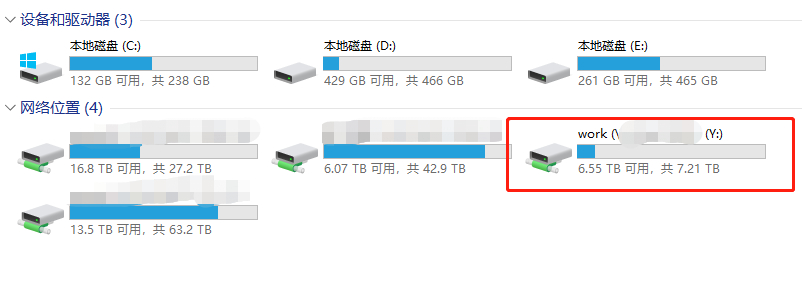 设备和驱动器 (3)
本地磁盘 (C:)
132 GB 可用，共 238 GB
本地磁盘 (D:)
429 GB 可用，共 466 GB
本地磁盘 (E:)
261 GB 可用，共 465 GB
网络位置 (4)
16.8 TB 可用，共 27.2 TB
6.07 TB 可用，共 42.9 TB
work (\ (Y:)
6.55 TB 可用，共 7.21 TB
13.5 TB 可用，共 63.2 TB